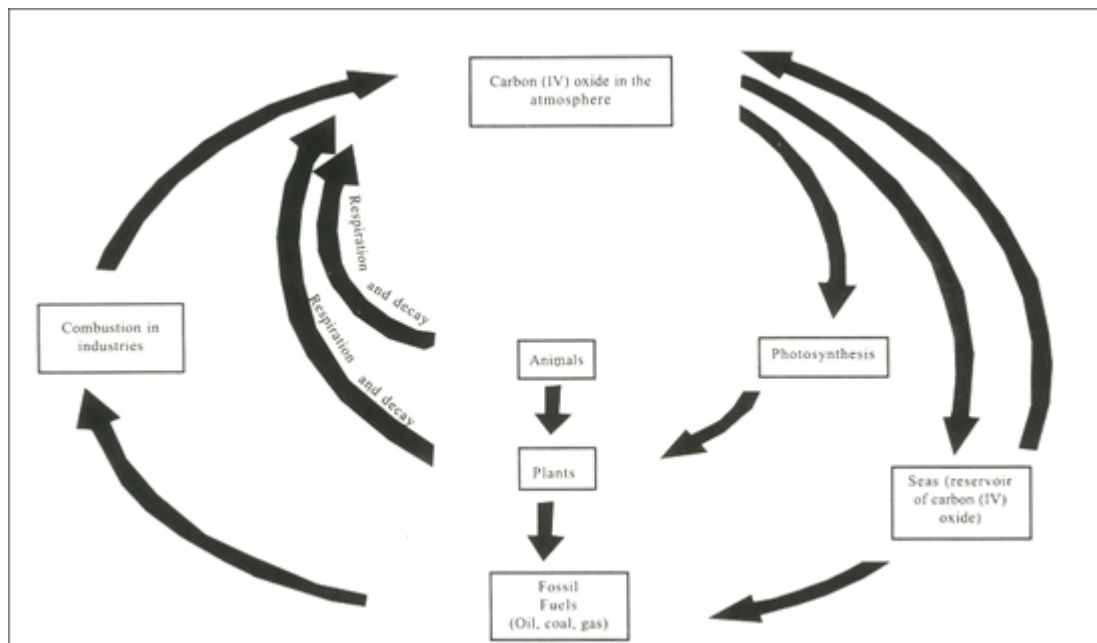 Carbon (IV) oxide in the
atmosphere
Respiration and decay
Respiration and decay
Combustion in
industries
Animals
Photosynthesis
Plants
Seas (reservoir
of carbon (IV)
oxide)
Fossil
Fuels
(Oil, coal, gas)